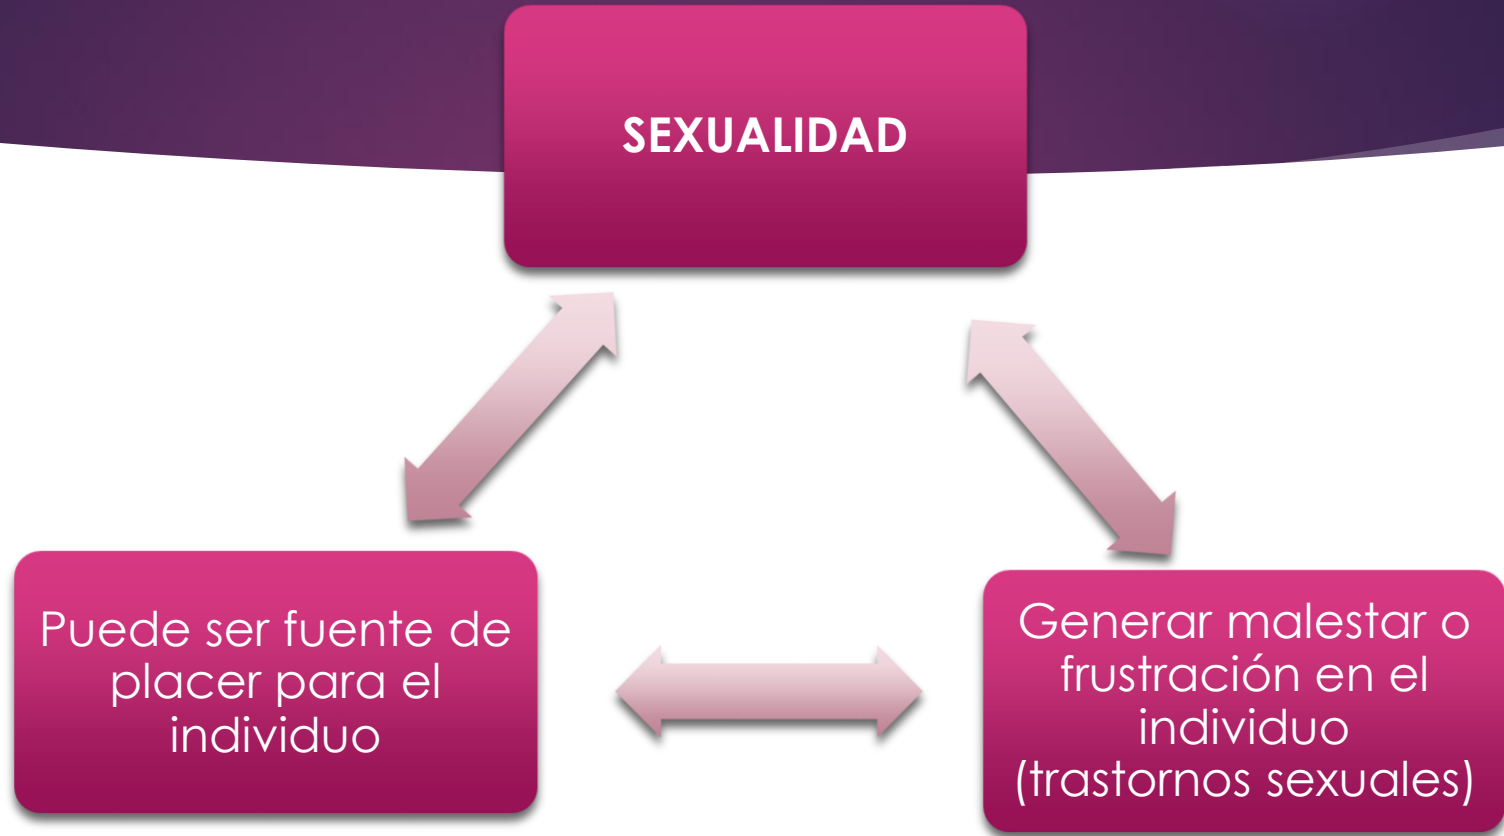 SEXUALIDAD
Puede ser fuente de
placer para el
individuo
Generar malestar o
frustración en el
individuo
(trastornos sexuales)